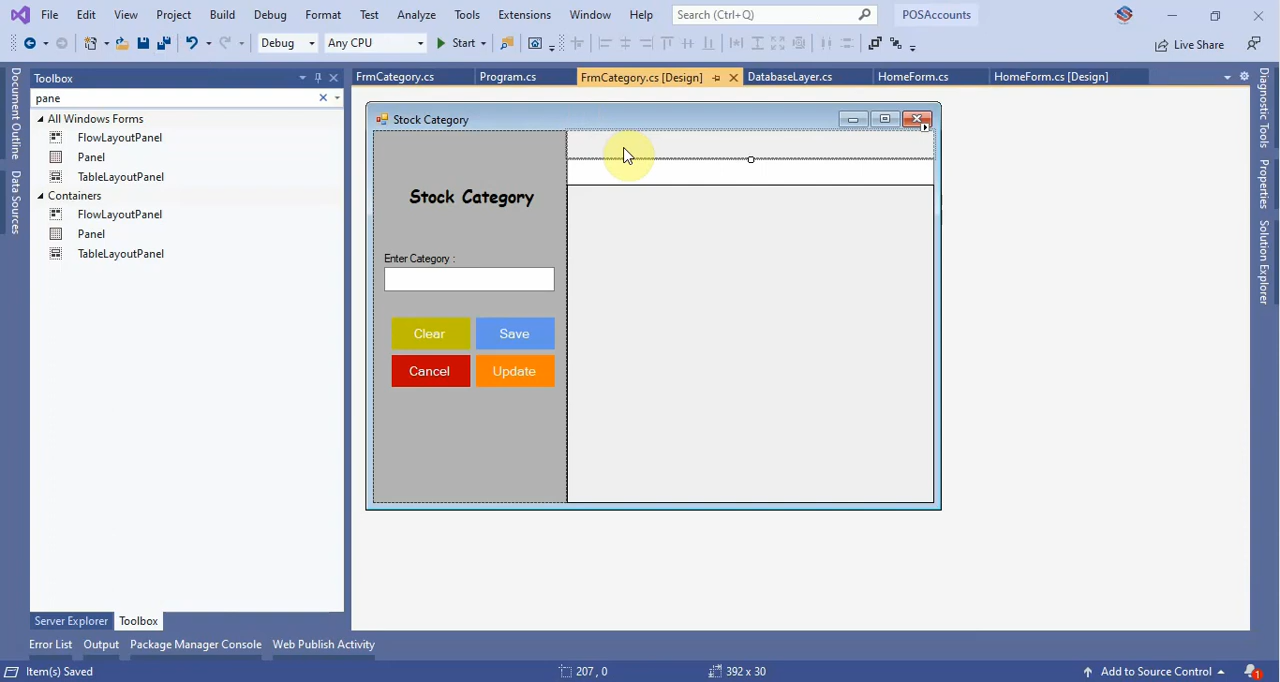 File Edit View Project Build Debug Format Test Analyze Tools Extensions Window Help Search (Ctrl+Q) POSAccounts
Debug Any CPU Start Live Share
Toolbox
FrmCategory.cs Program.cs FrmCategory.cs [Design] DatabaseLayer.cs HomeForm.cs HomeForm.cs [Design]
pane
All Windows Forms
FlowLayoutPanel
Panel
TableLayoutPanel
Containers
FlowLayoutPanel
Panel
TableLayoutPanel
Document Outline
Data Sources
Stock Category
Stock Category
Enter Category :
Clear Save
Cancel Update
Diagnostic Tools
Properties
Solution Explorer
Server Explorer Toolbox
Error List Output Package Manager Console Web Publish Activity
Item(s) Saved 207 , 0 392 x 30 Add to Source Control 1